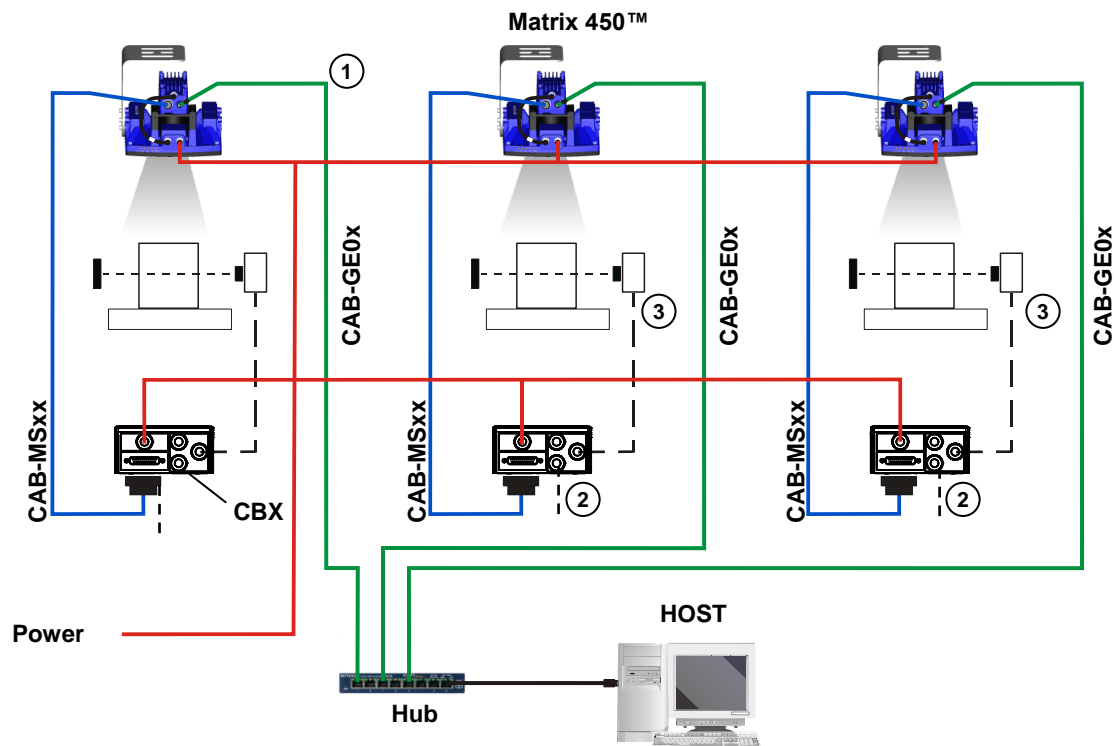 Matrix 450™
1
CAB-GE0x
CAB-GE0x
CAB-GE0x
3
3
CAB-MSxx
CAB-MSxx
CAB-MSxx
CBX
2
2
Power
HOST
Hub